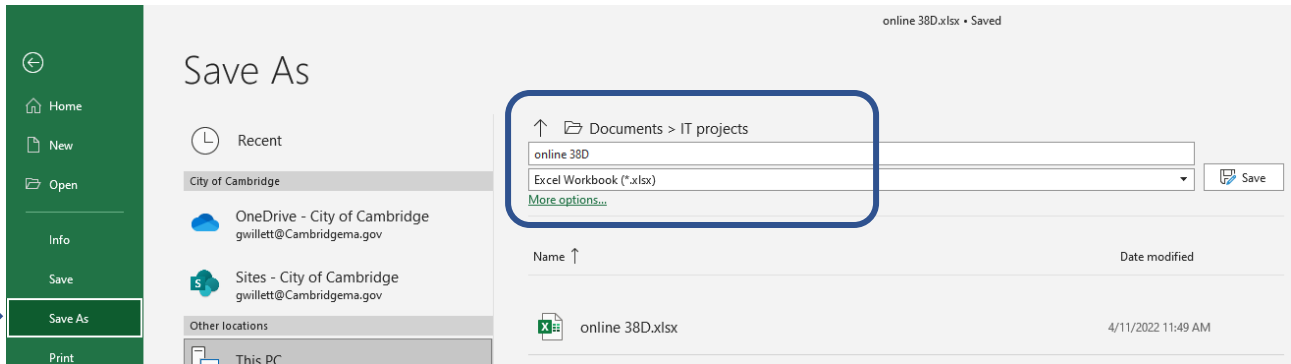 online 38D.xlsx • Saved
Save As
Home
New
Open
Info
Save
Save As
Print
Recent
City of Cambridge
OneDrive - City of Cambridge
gwillett@Cambridgema.gov
Sites - City of Cambridge
gwillett@Cambridgema.gov
Other locations
This PC
Documents > IT projects
online 38D
Excel Workbook (*.xlsx)
Save
More options...
Name ↑
Date modified
online 38D.xlsx
4/11/2022 11:49 AM